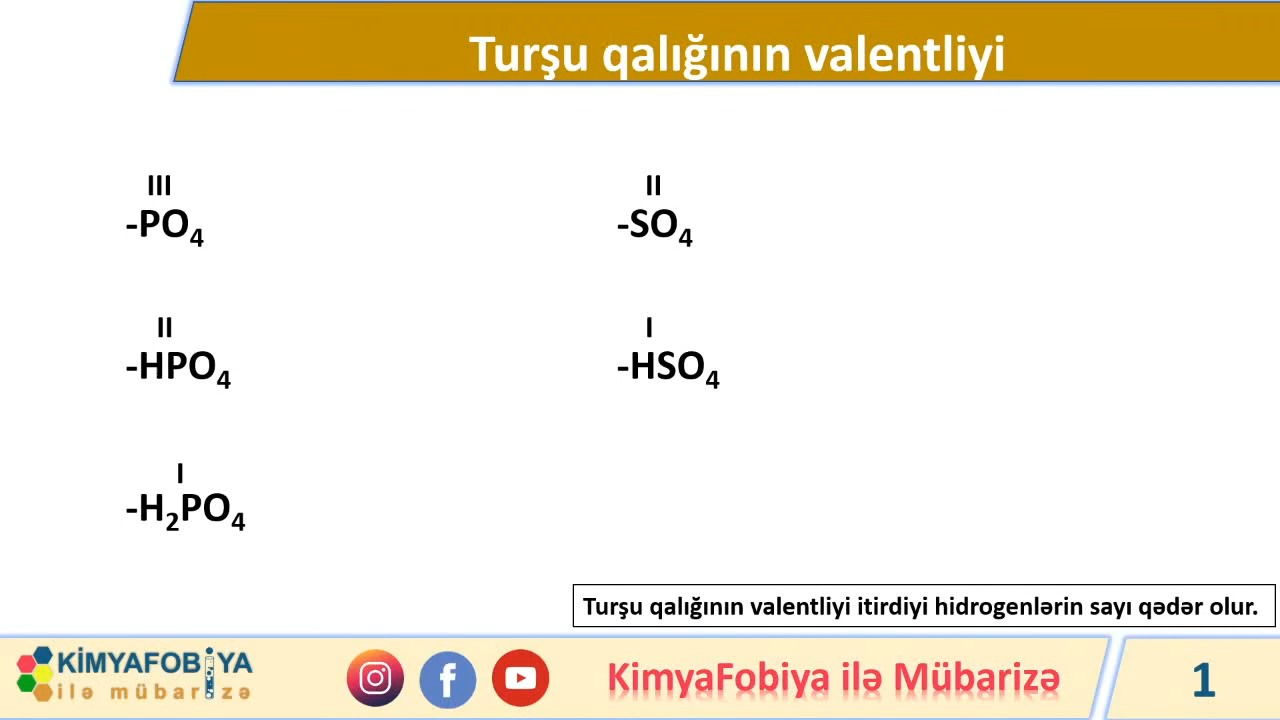 Turşu qalığının valentliyi
III
-PO₄
II
-SO₄
II
-HPO₄
I
-HSO₄
I
-H₂PO₄
Turşu qalığının valentliyi itirdiyi hidrogenlərin sayı qədər olur.
KİMYAFOBİYA
ilə mübarizə
KimyaFobiya ilə Mübarizə
1